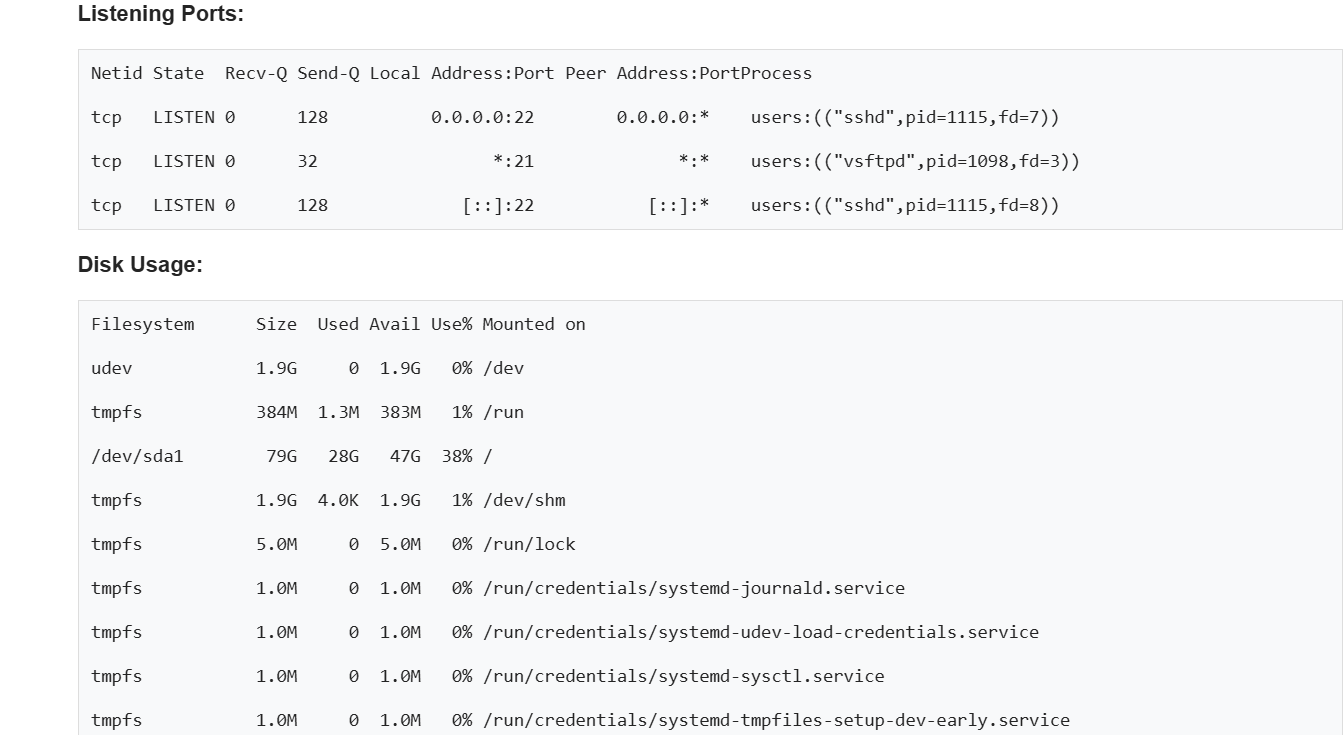 Listening Ports:
Netid State  Recv-Q Send-Q Local Address:Port Peer Address:PortProcess
tcp   LISTEN 0      128          0.0.0.0:22        0.0.0.0:*    users:(("sshd",pid=1115,fd=7))
tcp   LISTEN 0      32                 *:21              *:*    users:(("vsftpd",pid=1098,fd=3))
tcp   LISTEN 0      128             [::]:22           [::]:*    users:(("sshd",pid=1115,fd=8))
Disk Usage:
Filesystem      Size  Used Avail Use% Mounted on
udev            1.9G     0  1.9G   0% /dev
tmpfs           384M  1.3M  383M   1% /run
/dev/sda1        79G   28G   47G  38% /
tmpfs           1.9G  4.0K  1.9G   1% /dev/shm
tmpfs           5.0M     0  5.0M   0% /run/lock
tmpfs           1.0M     0  1.0M   0% /run/credentials/systemd-journald.service
tmpfs           1.0M     0  1.0M   0% /run/credentials/systemd-udev-load-credentials.service
tmpfs           1.0M     0  1.0M   0% /run/credentials/systemd-sysctl.service
tmpfs           1.0M     0  1.0M   0% /run/credentials/systemd-tmpfiles-setup-dev-early.service